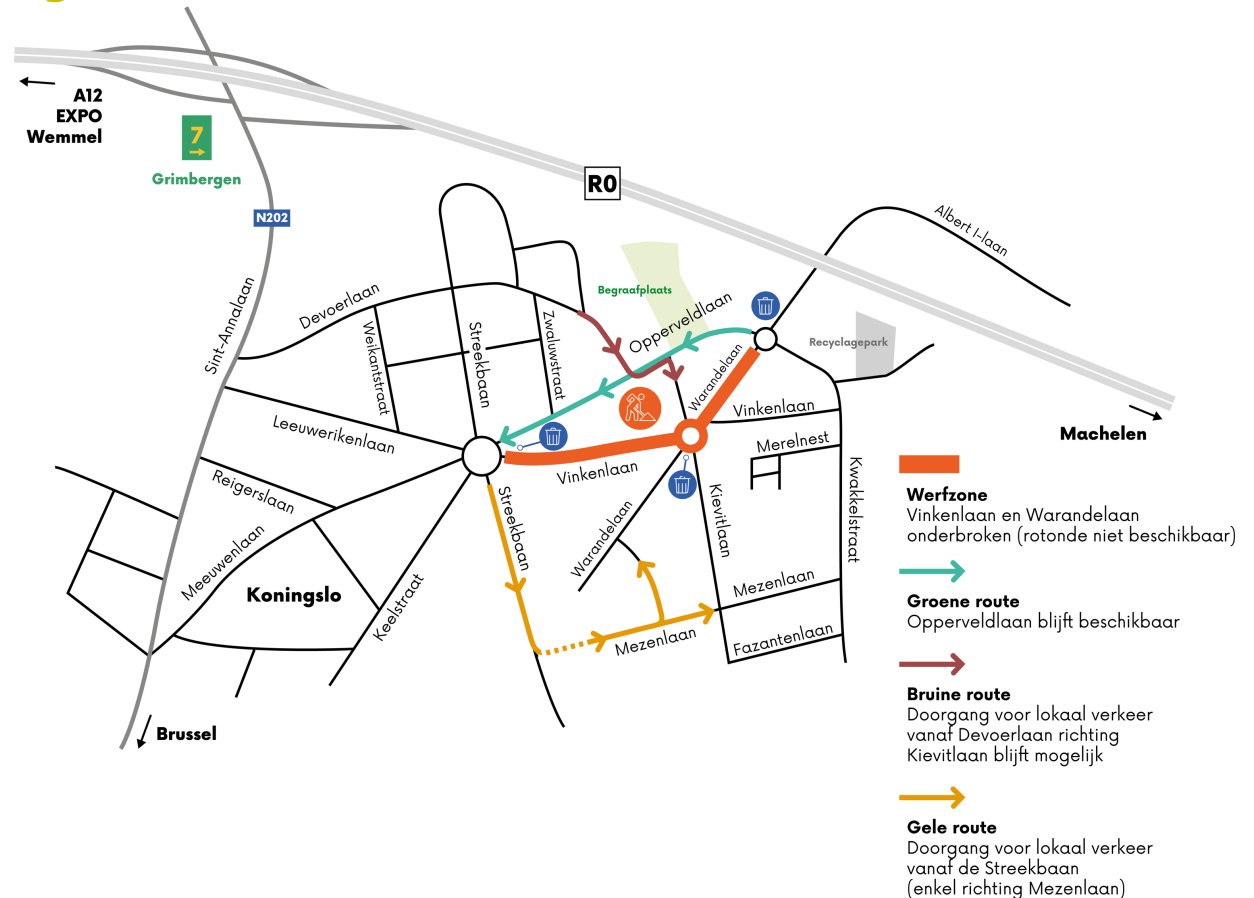 A12
EXPO
Wemmel
7
Grimbergen
N202
R0
Albert I-laan
Sint-Annalaan
Devoerlaan
Begraafplaats
Opperveldlaan
Weikantstraat
Streekbaan
Zwaluwstraat
Recyclagepark
Warandelaan
Vinkenlaan
Machelen
Leeuwerikenlaan
Merelnest
Vinkenlaan
Kwakkelstraat
Reigerslaan
Streekbaan
Kievitlaan
Warandelaan
Meeuwenlaan
Koningslo
Keelstraat
Mezenlaan
Mezenlaan
Fazantenlaan
Brussel
Werfzone
Vinkenlaan en Warandelaan
onderbroken (rotonde niet beschikbaar)
Groene route
Opperveldlaan blijft beschikbaar
Bruine route
Doorgang voor lokaal verkeer
vanaf Devoerlaan richting
Kievitlaan blijft mogelijk
Gele route
Doorgang voor lokaal verkeer
vanaf de Streekbaan
(enkel richting Mezenlaan)